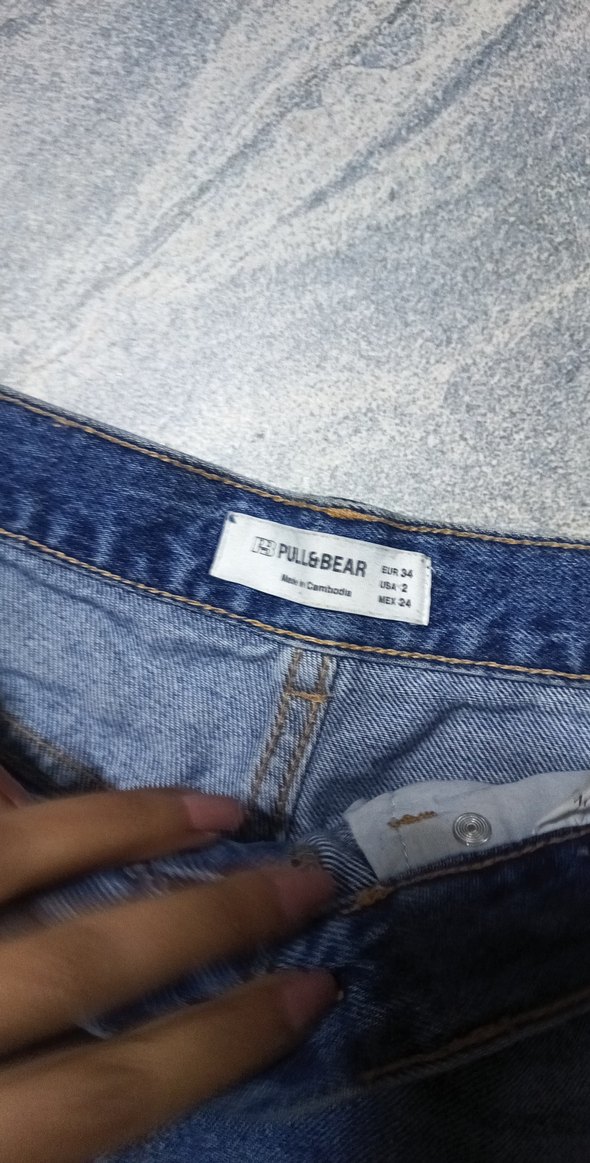 PULL&BEAR
Made in Cambodia
EUR 34
USA 2
MEX 24